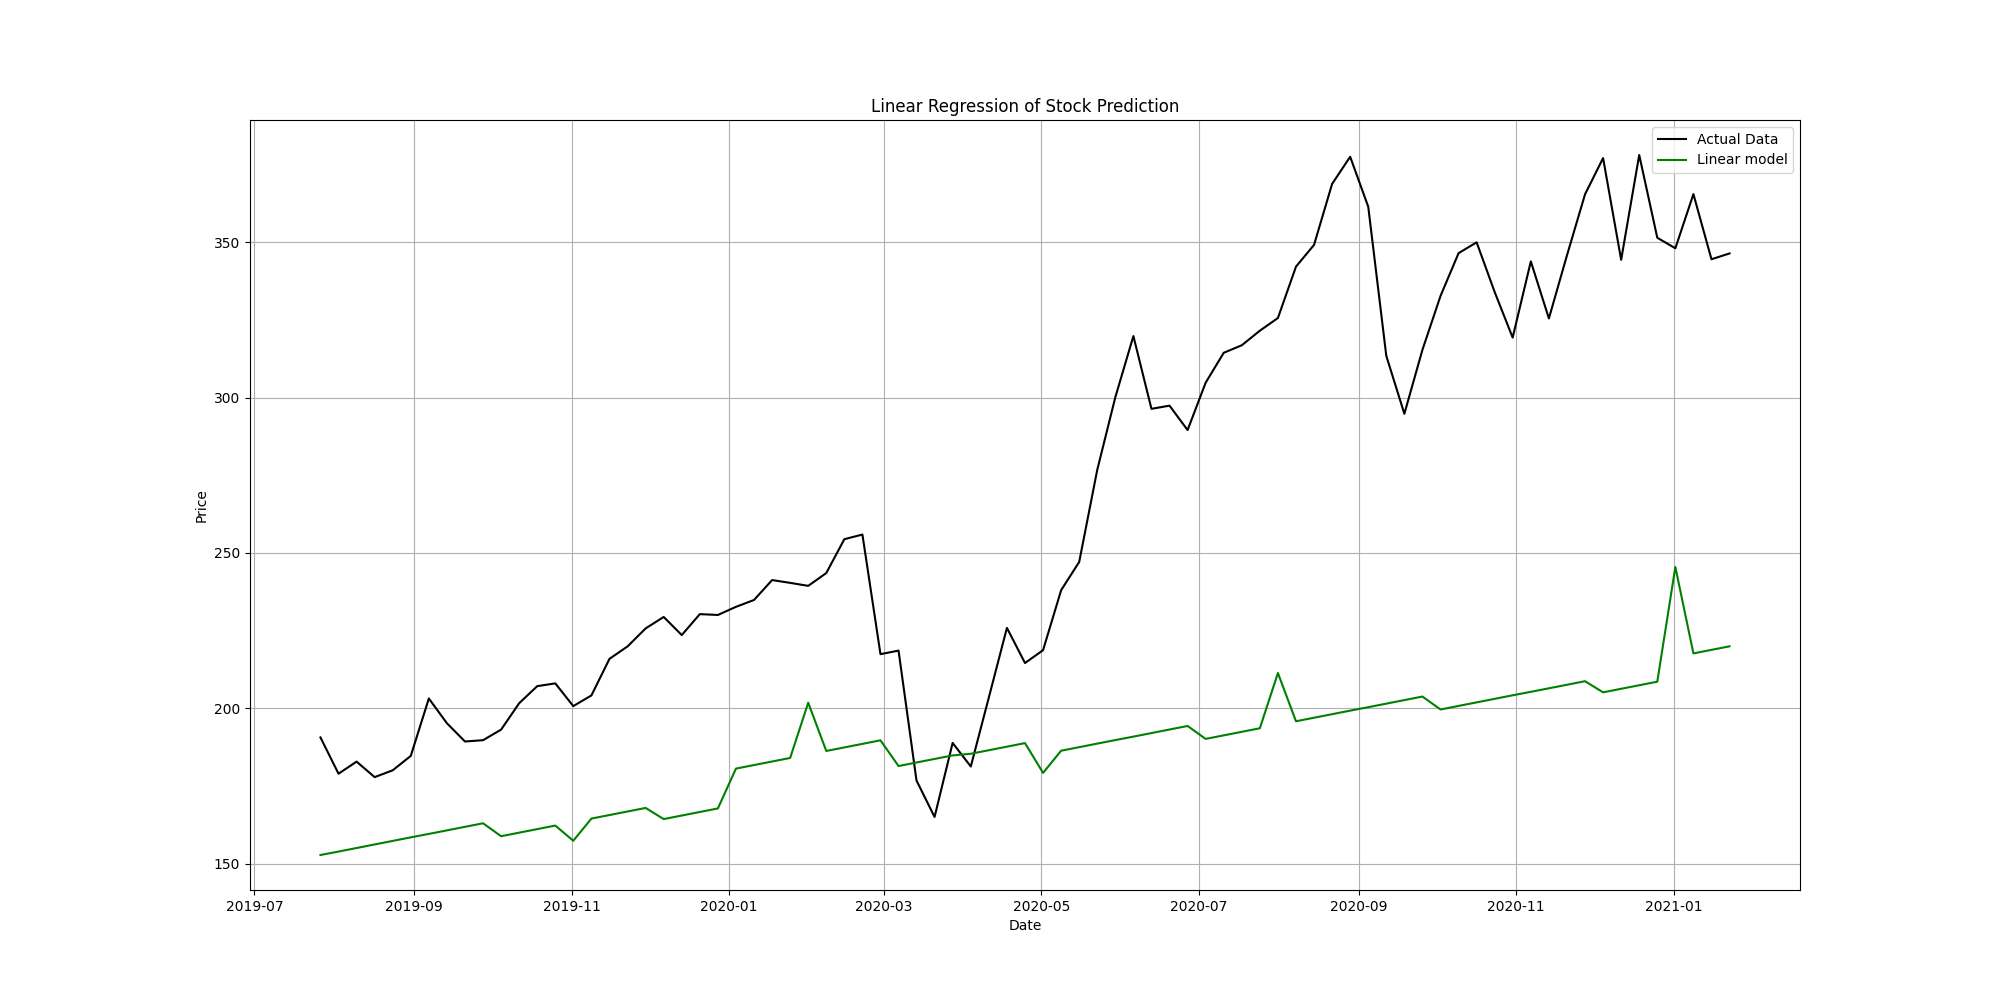 Linear Regression of Stock Prediction
Actual Data
Linear model
350
300
250
200
150
Price
2019-07 2019-09 2019-11 2020-01 2020-03 2020-05 2020-07 2020-09 2020-11 2021-01
Date